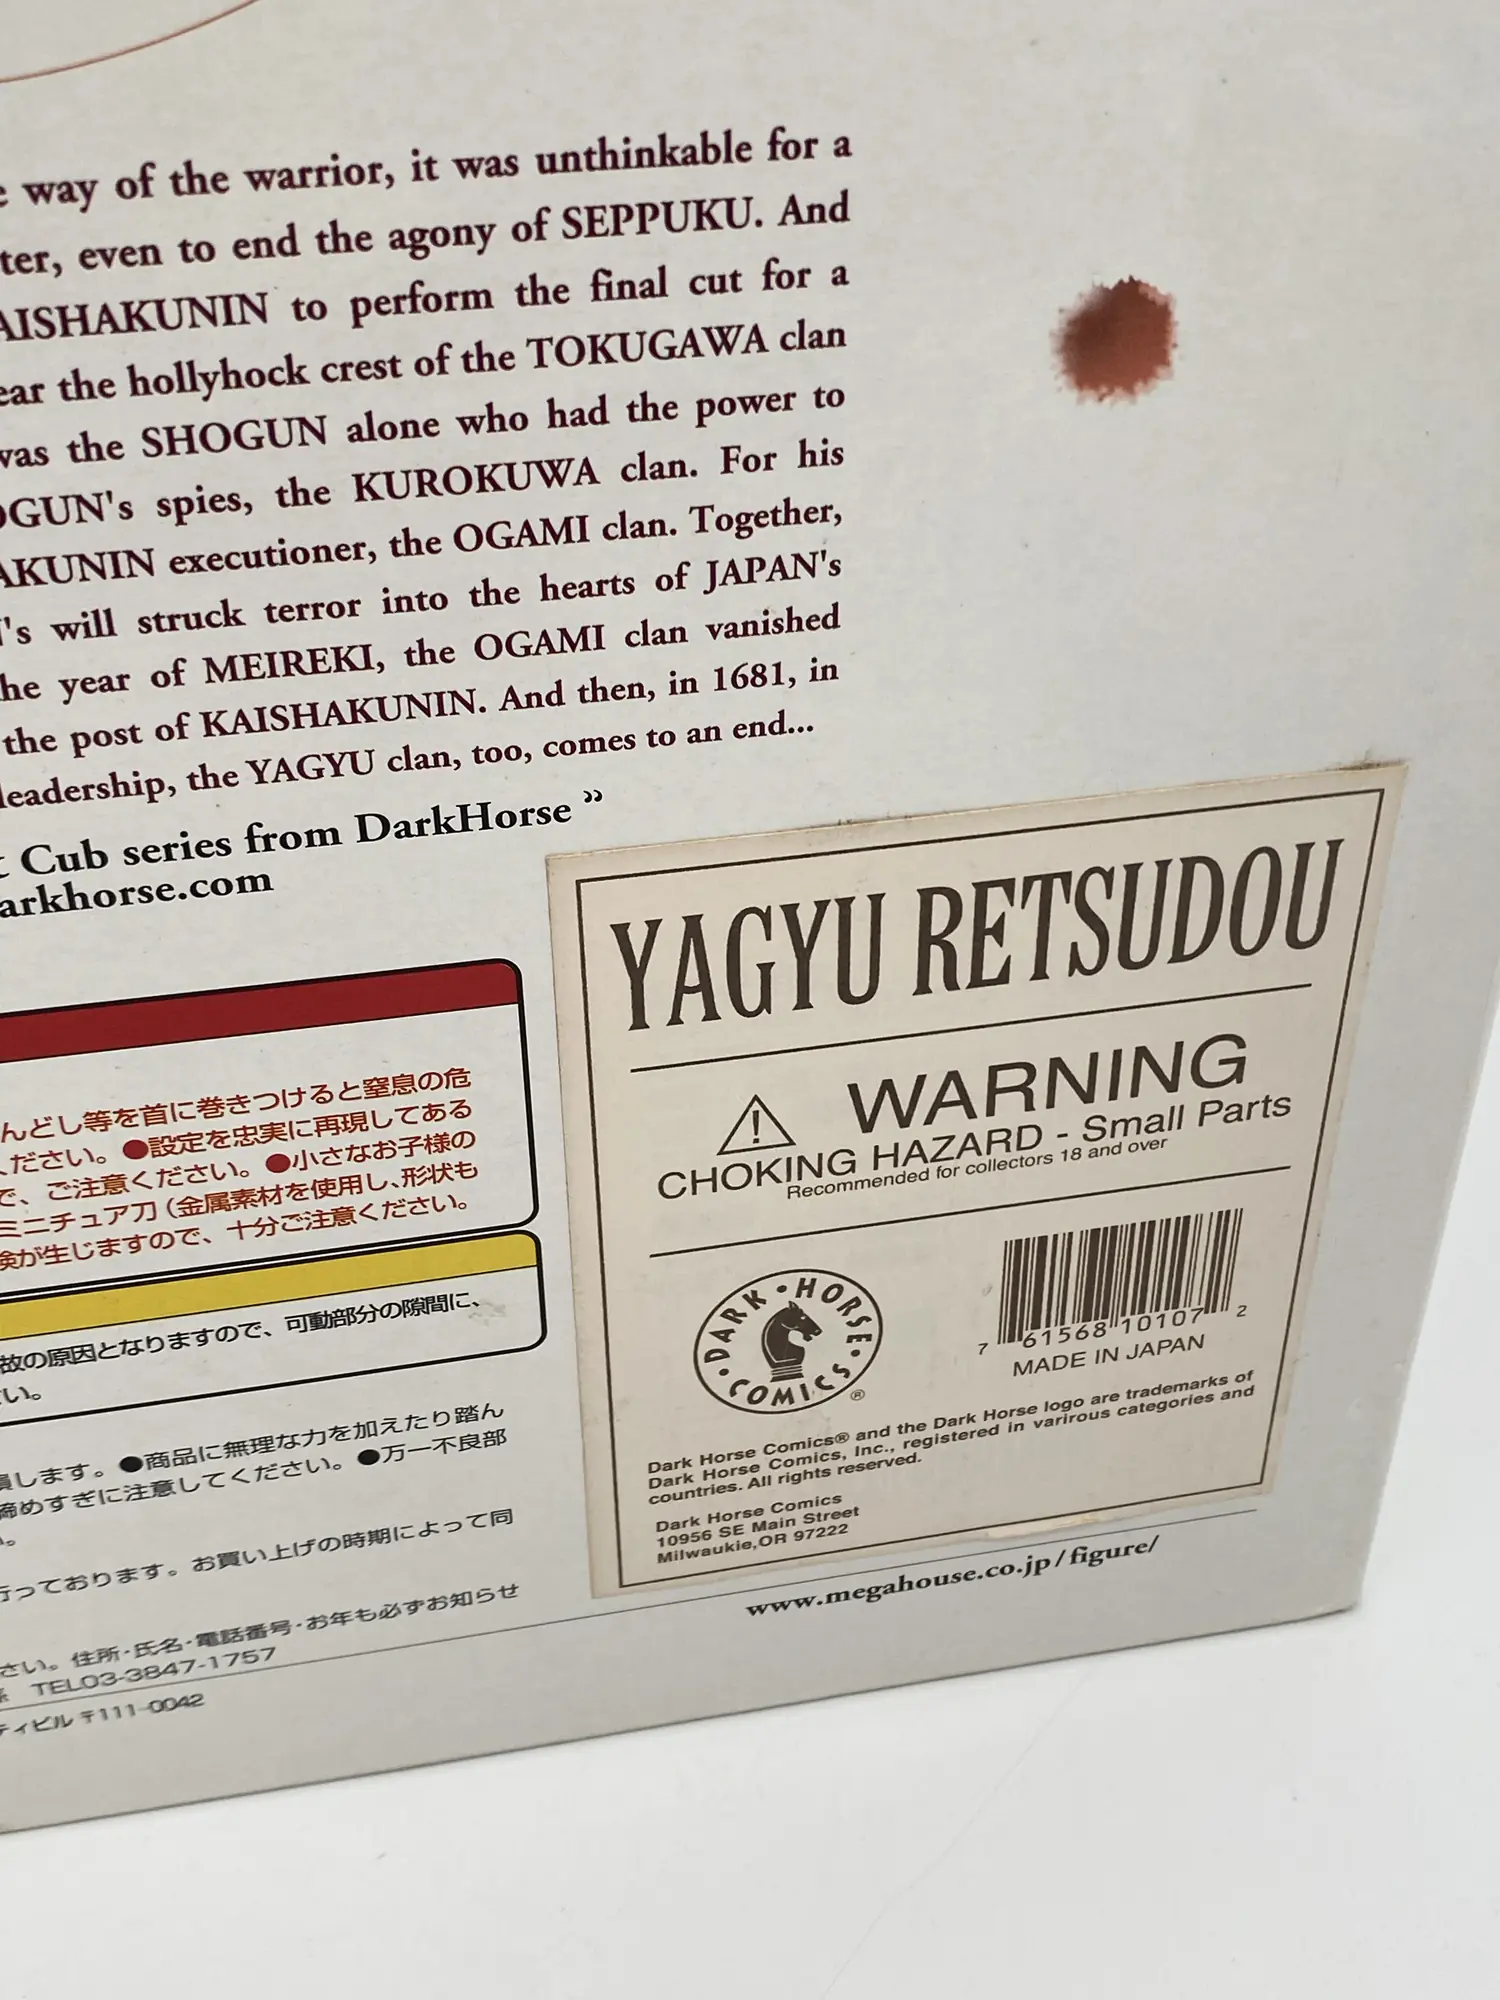 way of the warrior, it was unthinkable for a
ter, even to end the agony of SEPPUKU. And
AISHAKUNIN to perform the final cut for a
ear the hollyhock crest of the TOKUGAWA clan
was the SHOGUN alone who had the power to
OGUN's spies, the KUROKUWA clan. For his
AKUNIN executioner, the OGAMI clan. Together,
N's will struck terror into the hearts of JAPAN's
the year of MEIREKI, the OGAMI clan vanished
the post of KAISHAKUNIN. And then, in 1681, in
leadership, the YAGYU clan, too, comes to an end...
Cub series from DarkHorse ”
arkhorse.com
んどし等を首に巻きつけると窒息の危
ください。●設定を忠実に再現してある
で、ご注意ください。●小さなお子様の
ミニチュア刀(金属素材を使用し、形状も
険が生じますので、十分ご注意ください。
故の原因となりますので、可動部分の隙間に、
い。
損します。●商品に無理な力を加えたり踏ん
締めすぎに注意してください。●万一不良部
い。
行っております。お買い上げの時期によって同
さい。住所・氏名・電話番号・お年も必ずお知らせ
係 TEL03-3847-1757
ティビル 〒111-0042
YAGYU RETSUDOU
WARNING
CHOKING HAZARD - Small Parts
Recommended for collectors 18 and over
DARK • HORSE • COMICS •
®
7 61568 10107 2
MADE IN JAPAN
Dark Horse Comics® and the Dark Horse logo are trademarks of
Dark Horse Comics, Inc., registered in varirous categories and
countries. All rights reserved.
Dark Horse Comics
10956 SE Main Street
Milwaukie,OR 97222
www.megahouse.co.jp/figure/